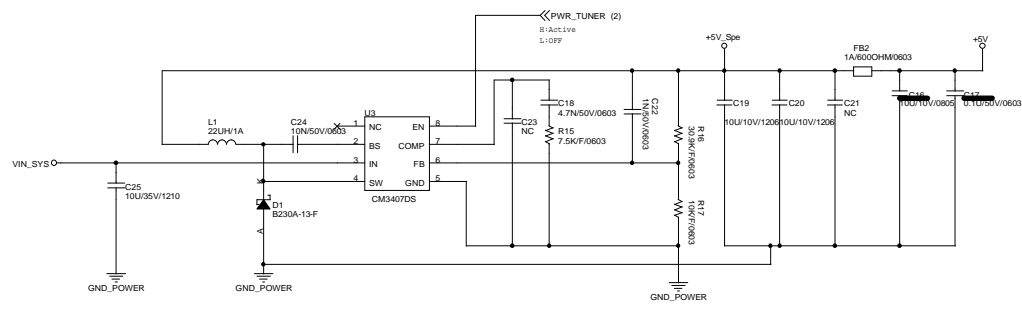 PWR_TUNER (2)
H:Active
L:OFF
+5V_Spe
+5V
FB2
1A/600OHM/0603
C16
10U/10V/0805
C17
0.1U/50V/0603
C18
4.7N/50V/0603
C22
1N/50V/0603
C19
10U/10V/1206
C20
10U/10V/1206
C21
NC
U3
L1
22UH/1A
C24
10N/50V/0603
1 NC EN 8
2 BS COMP 7
3 IN FB 6
4 SW GND 5
CM3407DS
C23
NC
R15
7.5K/F/0603
R16
30.9K/F/0603
VIN_SYS
C25
10U/35V/1210
D1
B230A-13-F
A
R17
10K/F/0603
GND_POWER
GND_POWER
GND_POWER